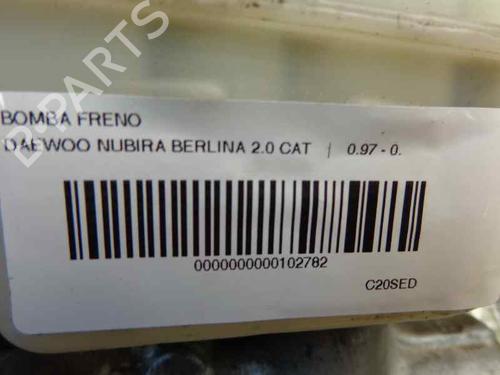 BOMBA FRENO
DAEWOO NUBIRA BERLINA 2.0 CAT | 0.97 - 0.
0000000000102782
C20SED
B-PARTS